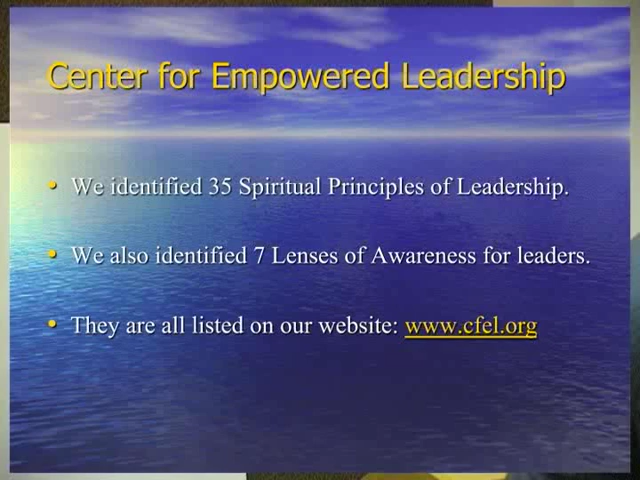 Center for Empowered Leadership
• We identified 35 Spiritual Principles of Leadership.
• We also identified 7 Lenses of Awareness for leaders.
• They are all listed on our website: www.cfel.org